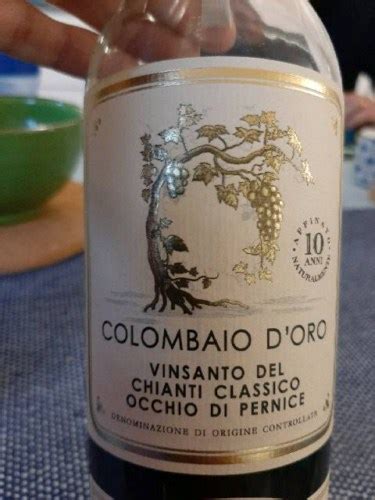 AFFINATO
10
ANNI
NATURALMENTE
COLOMBAIO D'ORO
VINSANTO DEL
CHIANTI CLASSICO
OCCHIO DI PERNICE
DENOMINAZIONE DI ORIGINE CONTROLLATA